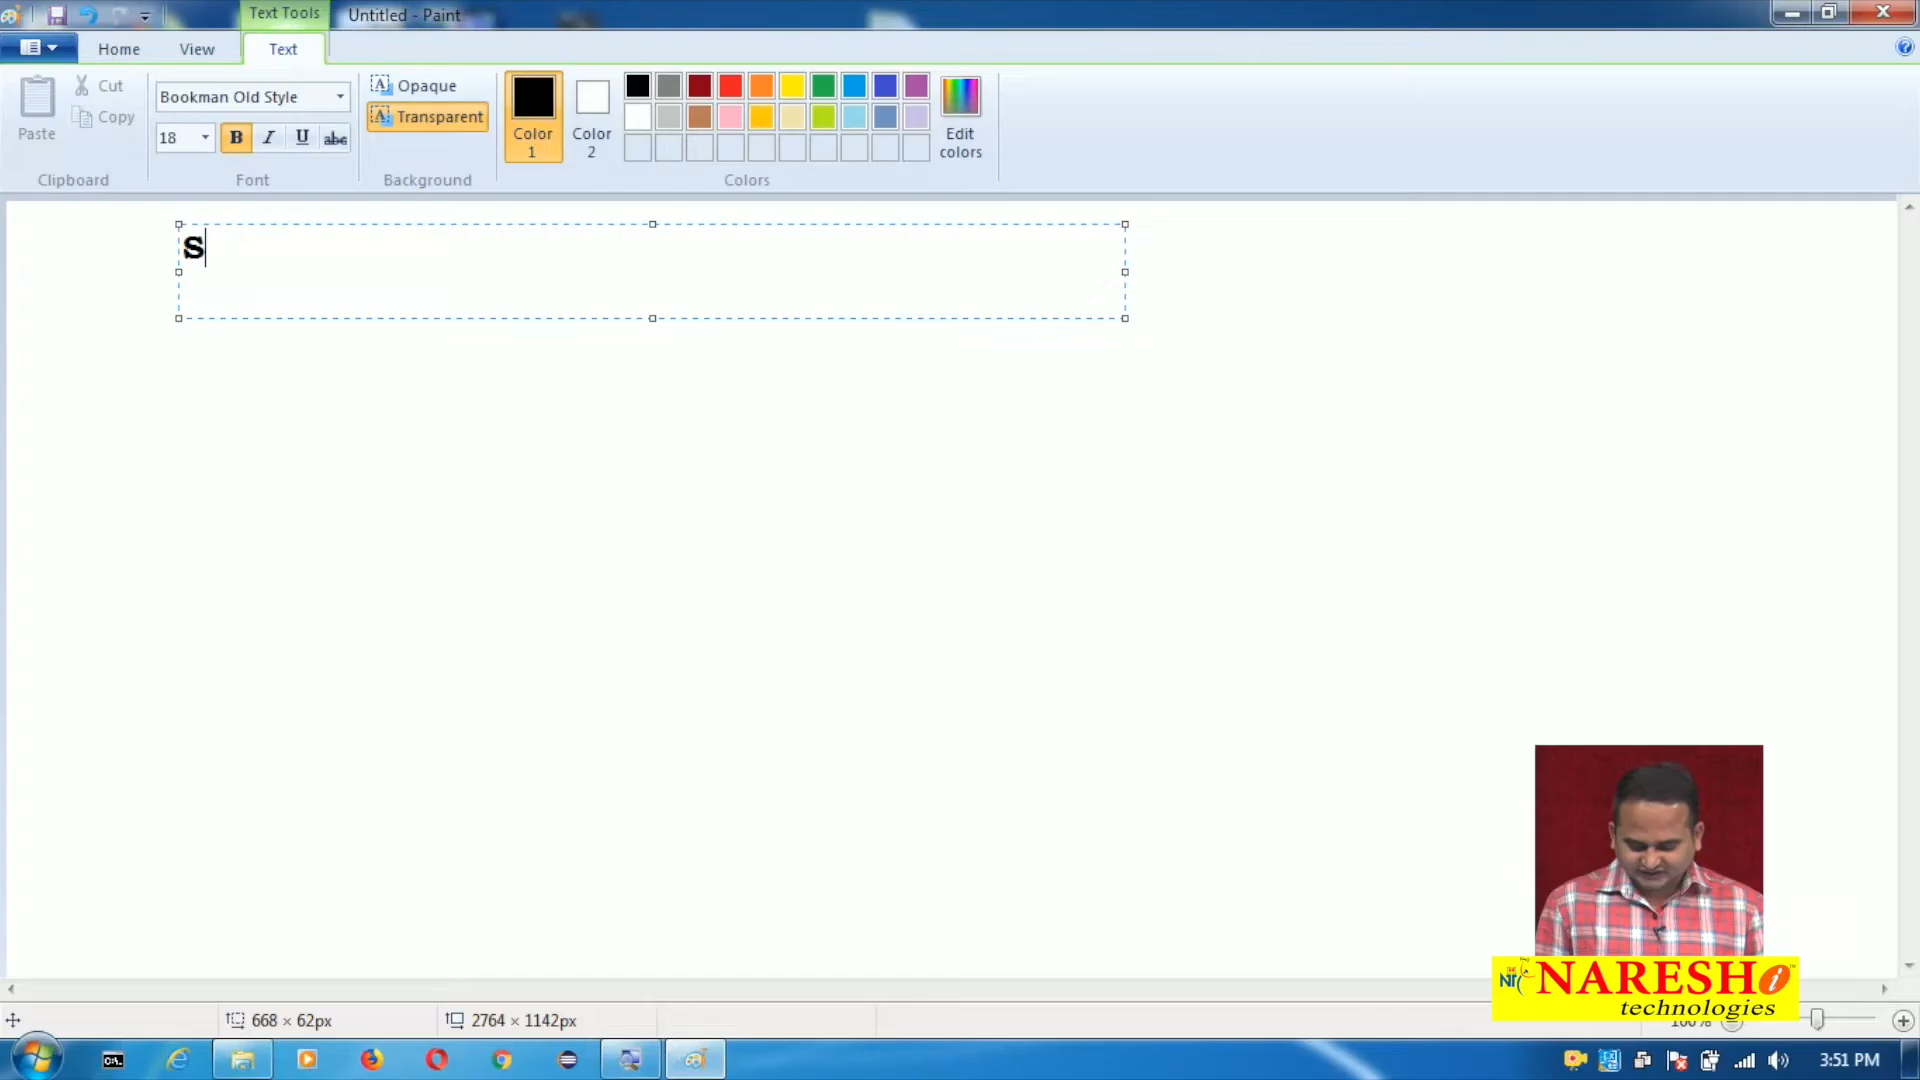 Text Tools
Untitled - Paint
Home
View
Text
Paste
Cut
Copy
Clipboard
Bookman Old Style
18
B
I
U
abc
Font
Opaque
Transparent
Background
Color
1
Color
2
Edit
colors
Colors
S
NARESH i
technologies
668 × 62px
2764 × 1142px
100%
3:51 PM